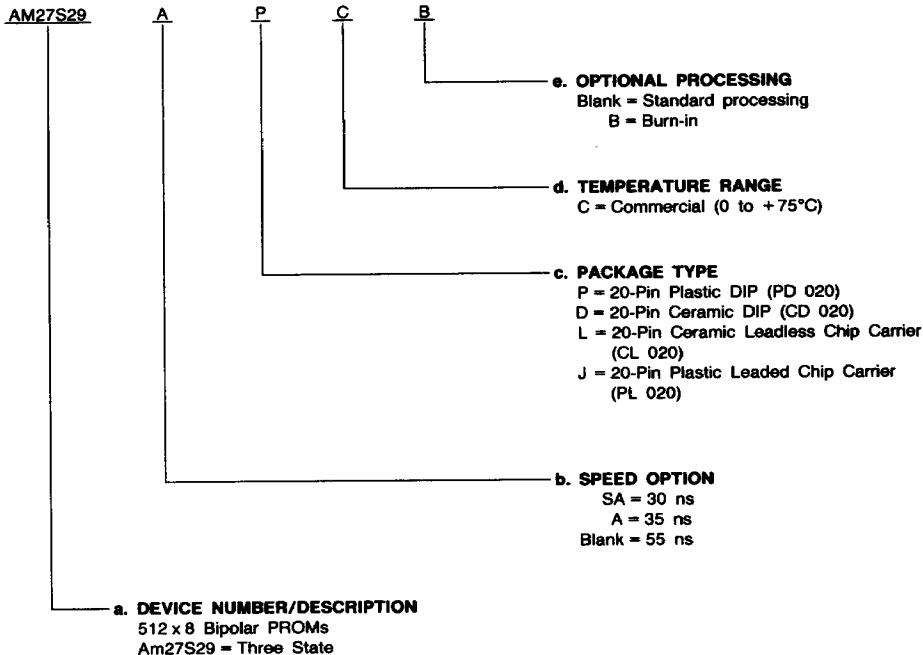 AM27S29 A P C B
e. OPTIONAL PROCESSING
Blank = Standard processing
B = Burn-in
d. TEMPERATURE RANGE
C = Commercial (0 to +75°C)
c. PACKAGE TYPE
P = 20-Pin Plastic DIP (PD 020)
D = 20-Pin Ceramic DIP (CD 020)
L = 20-Pin Ceramic Leadless Chip Carrier
(CL 020)
J = 20-Pin Plastic Leaded Chip Carrier
(PL 020)
b. SPEED OPTION
SA = 30 ns
A = 35 ns
Blank = 55 ns
a. DEVICE NUMBER/DESCRIPTION
512 x 8 Bipolar PROMs
Am27S29 = Three State